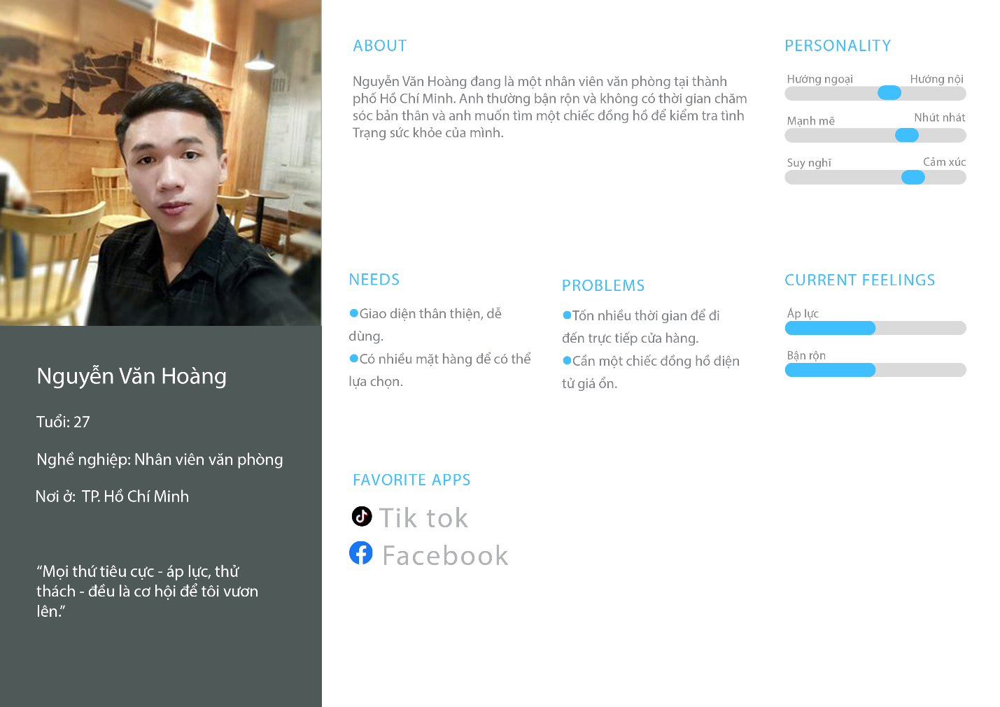 Nguyễn Văn Hoàng
Tuổi: 27
Nghề nghiệp: Nhân viên văn phòng
Nơi ở: TP. Hồ Chí Minh
“Mọi thứ tiêu cực - áp lực, thử
thách - đều là cơ hội để tôi vươn
lên.”
ABOUT
Nguyễn Văn Hoàng đang là một nhân viên văn phòng tại thành
phố Hồ Chí Minh. Anh thường bận rộn và không có thời gian chăm
sóc bản thân và anh muốn tìm một chiếc đồng hồ để kiểm tra tình
Trạng sức khỏe của mình.
PERSONALITY
Hướng ngoại Hướng nội
Mạnh mẽ Nhút nhát
Suy nghĩ Cảm xúc
NEEDS
●Giao diện thân thiện, dễ
dùng.
●Có nhiều mặt hàng để có thể
lựa chọn.
PROBLEMS
●Tốn nhiều thời gian để đi
đến trực tiếp cửa hàng.
●Cần một chiếc đồng hồ điện
tử giá ổn.
CURRENT FEELINGS
Áp lực
Bận rộn
FAVORITE APPS
Tik tok
Facebook